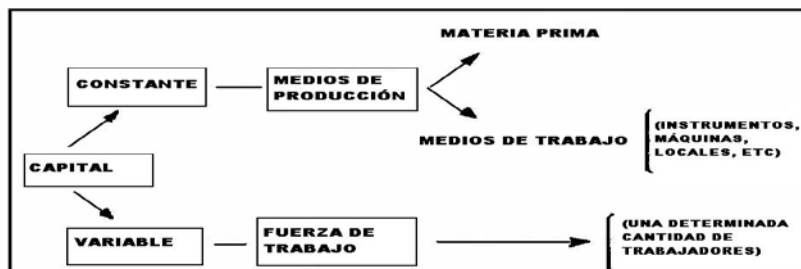 MATERIA PRIMA
CONSTANTE
MEDIOS DE
PRODUCCIÓN
MEDIOS DE TRABAJO
(INSTRUMENTOS,
MÁQUINAS,
LOCALES, ETC)
CAPITAL
VARIABLE
FUERZA DE
TRABAJO
(UNA DETERMINADA
CANTIDAD DE
TRABAJADORES)